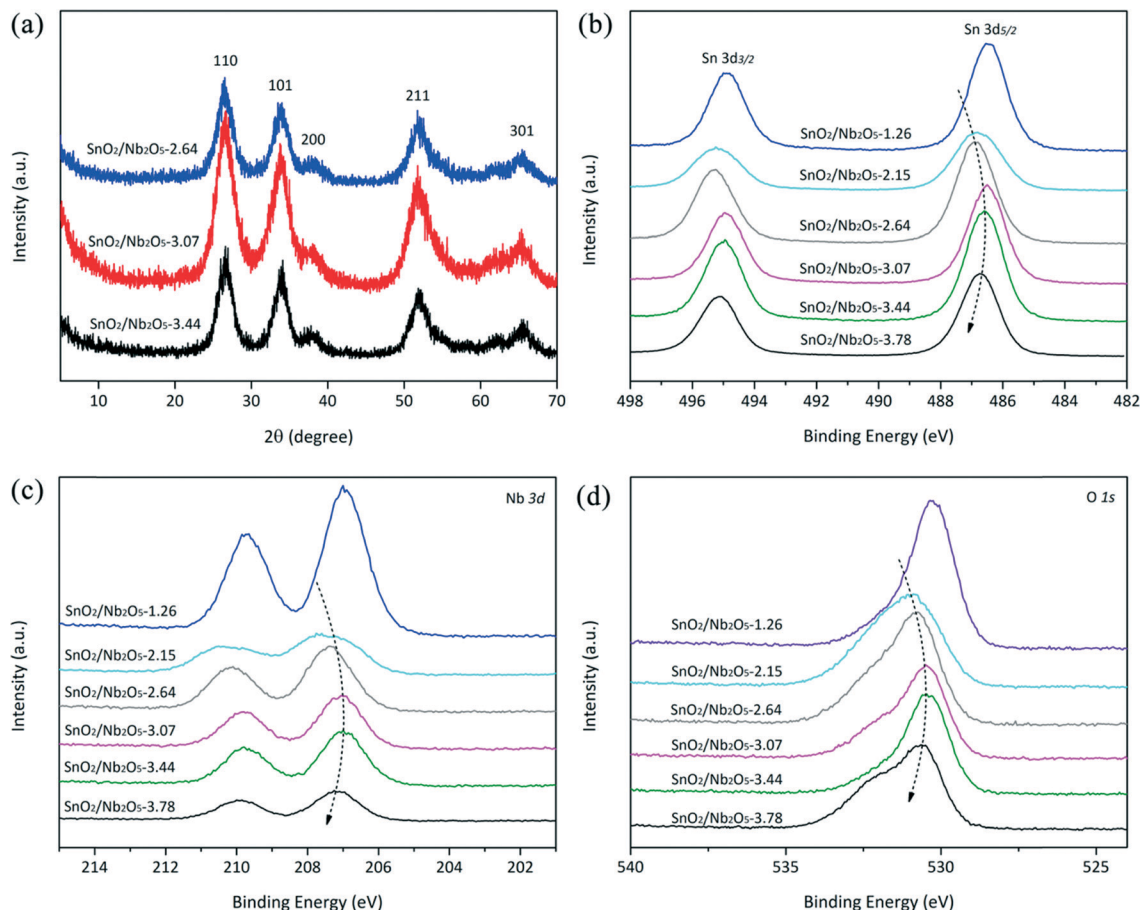 (a)
110
101
200
211
301
SnO₂/Nb₂O₅-2.64
SnO₂/Nb₂O₅-3.07
SnO₂/Nb₂O₅-3.44
Intensity (a.u.)
10 20 30 40 50 60 70
2θ (degree)
(b)
Sn 3d3/2
Sn 3d5/2
SnO₂/Nb₂O₅-1.26
SnO₂/Nb₂O₅-2.15
SnO₂/Nb₂O₅-2.64
SnO₂/Nb₂O₅-3.07
SnO₂/Nb₂O₅-3.44
SnO₂/Nb₂O₅-3.78
Intensity (a.u.)
498 496 494 492 490 488 486 484 482
Binding Energy (eV)
(c)
Nb 3d
SnO₂/Nb₂O₅-1.26
SnO₂/Nb₂O₅-2.15
SnO₂/Nb₂O₅-2.64
SnO₂/Nb₂O₅-3.07
SnO₂/Nb₂O₅-3.44
SnO₂/Nb₂O₅-3.78
Intensity (a.u.)
214 212 210 208 206 204 202
Binding Energy (eV)
(d)
O 1s
SnO₂/Nb₂O₅-1.26
SnO₂/Nb₂O₅-2.15
SnO₂/Nb₂O₅-2.64
SnO₂/Nb₂O₅-3.07
SnO₂/Nb₂O₅-3.44
SnO₂/Nb₂O₅-3.78
Intensity (a.u.)
540 535 530 525
Binding Energy (eV)